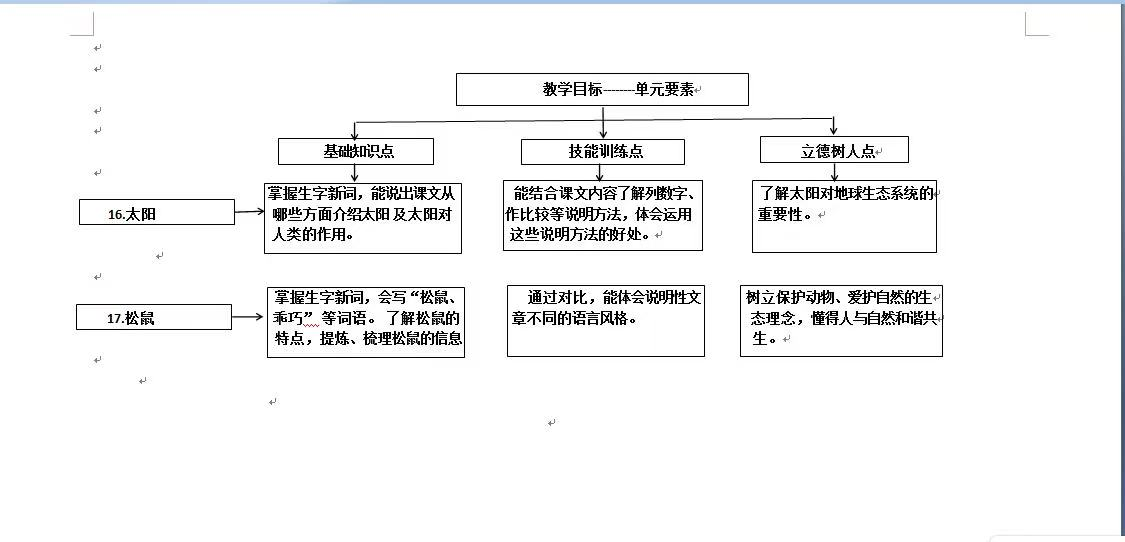 教学目标--------单元要素
基础知识点
技能训练点
立德树人点
16.太阳
掌握生字新词，能说出课文从
哪些方面介绍太阳及太阳对
人类的作用。
能结合课文内容了解列数字、
作比较等说明方法，体会运用
这些说明方法的好处。
了解太阳对地球生态系统的
重要性。
17.松鼠
掌握生字新词，会写“松鼠、
乖巧”等词语。了解松鼠的
特点，提炼、梳理松鼠的信息
通过对比，能体会说明性文
章不同的语言风格。
树立保护动物、爱护自然的生
态理念，懂得人与自然和谐共
生。